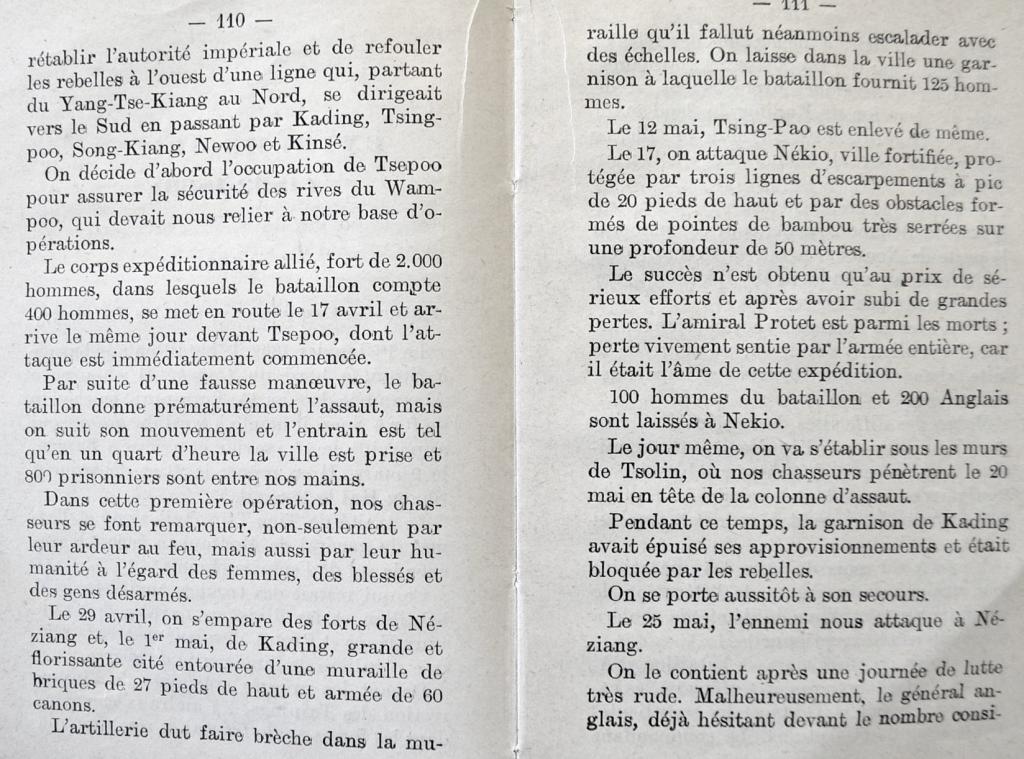 — 110 —
rétablir l'autorité impériale et de refouler
les rebelles à l'ouest d'une ligne qui, partant
du Yang-Tse-Kiang au Nord, se dirigeait
vers le Sud en passant par Kading, Tsing-
poo, Song-Kiang, Newoo et Kinsé.
On décide d'abord l'occupation de Tsepoo
pour assurer la sécurité des rives du Wam-
poo, qui devait nous relier à notre base d'o-
pérations.
Le corps expéditionnaire allié, fort de 2.000
hommes, dans lesquels le bataillon compte
400 hommes, se met en route le 17 avril et ar-
rive le même jour devant Tsepoo, dont l'at-
taque est immédiatement commencée.
Par suite d'une fausse manœuvre, le ba-
taillon donne prématurément l'assaut, mais
on suit son mouvement et l'entrain est tel
qu'en un quart d'heure la ville est prise et
800 prisonniers sont entre nos mains.
Dans cette première opération, nos chas-
seurs se font remarquer, non-seulement par
leur ardeur au feu, mais aussi par leur hu-
manité à l'égard des femmes, des blessés et
des gens désarmés.
Le 29 avril, on s'empare des forts de Né-
ziang et, le 1er mai, de Kading, grande et
florissante cité entourée d'une muraille de
briques de 27 pieds de haut et armée de 60
canons.
L'artillerie dut faire brèche dans la mu-
— 111 —
raille qu'il fallut néanmoins escalader avec
des échelles. On laisse dans la ville une gar-
nison à laquelle le bataillon fournit 125 hom-
mes.
Le 12 mai, Tsing-Pao est enlevé de même.
Le 17, on attaque Nékio, ville fortifiée, pro-
tégée par trois lignes d'escarpements à pic
de 20 pieds de haut et par des obstacles for-
més de pointes de bambou très serrées sur
une profondeur de 50 mètres.
Le succès n'est obtenu qu'au prix de sé-
rieux efforts et après avoir subi de grandes
pertes. L'amiral Protet est parmi les morts ;
perte vivement sentie par l'armée entière, car
il était l'âme de cette expédition.
100 hommes du bataillon et 200 Anglais
sont laissés à Nekio.
Le jour même, on va s'établir sous les murs
de Tsolin, où nos chasseurs pénètrent le 20
mai en tête de la colonne d'assaut.
Pendant ce temps, la garnison de Kading
avait épuisé ses approvisionnements et était
bloquée par les rebelles.
On se porte aussitôt à son secours.
Le 25 mai, l'ennemi nous attaque à Né-
ziang.
On le contient après une journée de lutte
très rude. Malheureusement, le général an-
glais, déjà hésitant devant le nombre consi-